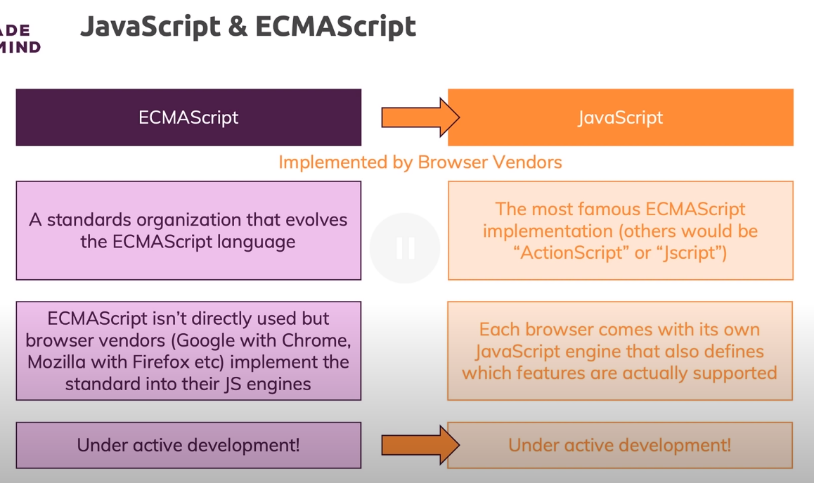 JavaScript & ECMAScript
ADE
MIND
ECMAScript
JavaScript
Implemented by Browser Vendors
A standards organization that evolves
the ECMAScript language
The most famous ECMAScript
implementation (others would be
“ActionScript” or “Jscript”)
ECMAScript isn’t directly used but
browser vendors (Google with Chrome,
Mozilla with Firefox etc) implement the
standard into their JS engines
Each browser comes with its own
JavaScript engine that also defines
which features are actually supported
Under active development!
Under active development!